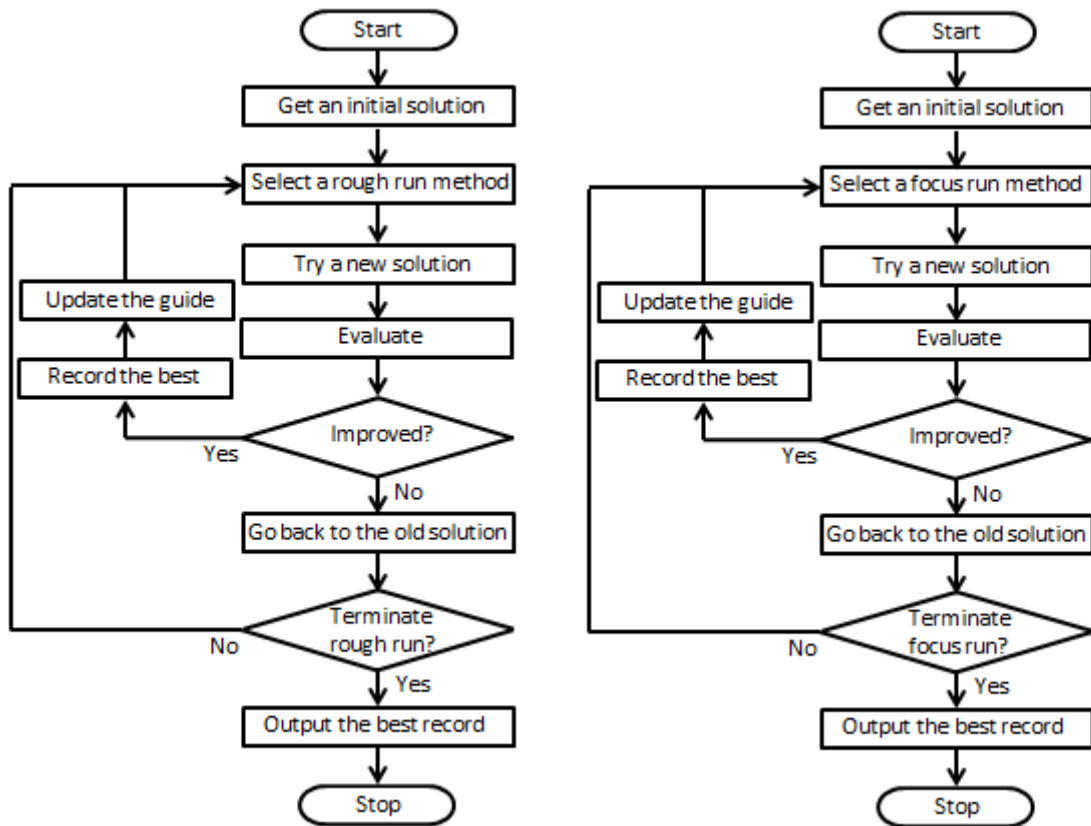 Start
Get an initial solution
Select a rough run method
Try a new solution
Update the guide
Evaluate
Record the best
Improved?
Yes
No
Go back to the old solution
Terminate
rough run?
No
Yes
Output the best record
Stop
Start
Get an initial solution
Select a focus run method
Try a new solution
Update the guide
Evaluate
Record the best
Improved?
Yes
No
Go back to the old solution
Terminate
focus run?
No
Yes
Output the best record
Stop